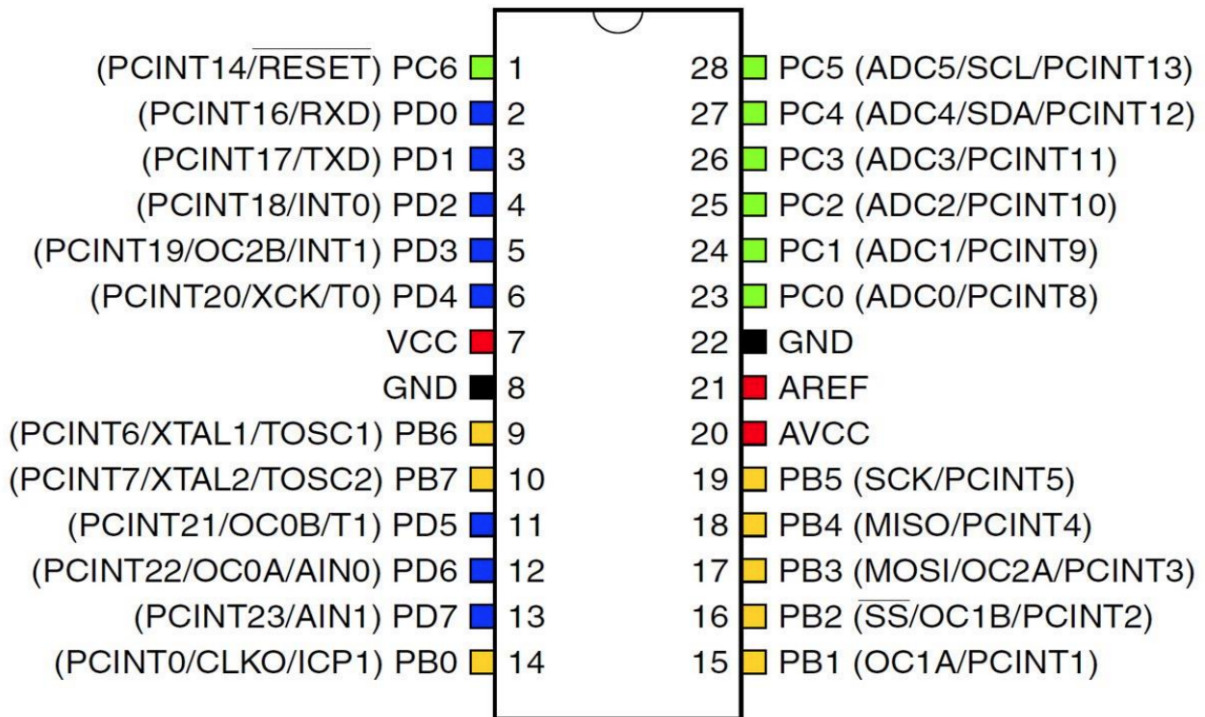 (PCINT14/RESET) PC6 1 28 PC5 (ADC5/SCL/PCINT13)
(PCINT16/RXD) PD0 2 27 PC4 (ADC4/SDA/PCINT12)
(PCINT17/TXD) PD1 3 26 PC3 (ADC3/PCINT11)
(PCINT18/INT0) PD2 4 25 PC2 (ADC2/PCINT10)
(PCINT19/OC2B/INT1) PD3 5 24 PC1 (ADC1/PCINT9)
(PCINT20/XCK/T0) PD4 6 23 PC0 (ADC0/PCINT8)
VCC 7 22 GND
GND 8 21 AREF
(PCINT6/XTAL1/TOSC1) PB6 9 20 AVCC
(PCINT7/XTAL2/TOSC2) PB7 10 19 PB5 (SCK/PCINT5)
(PCINT21/OC0B/T1) PD5 11 18 PB4 (MISO/PCINT4)
(PCINT22/OC0A/AIN0) PD6 12 17 PB3 (MOSI/OC2A/PCINT3)
(PCINT23/AIN1) PD7 13 16 PB2 (SS/OC1B/PCINT2)
(PCINT0/CLKO/ICP1) PB0 14 15 PB1 (OC1A/PCINT1)